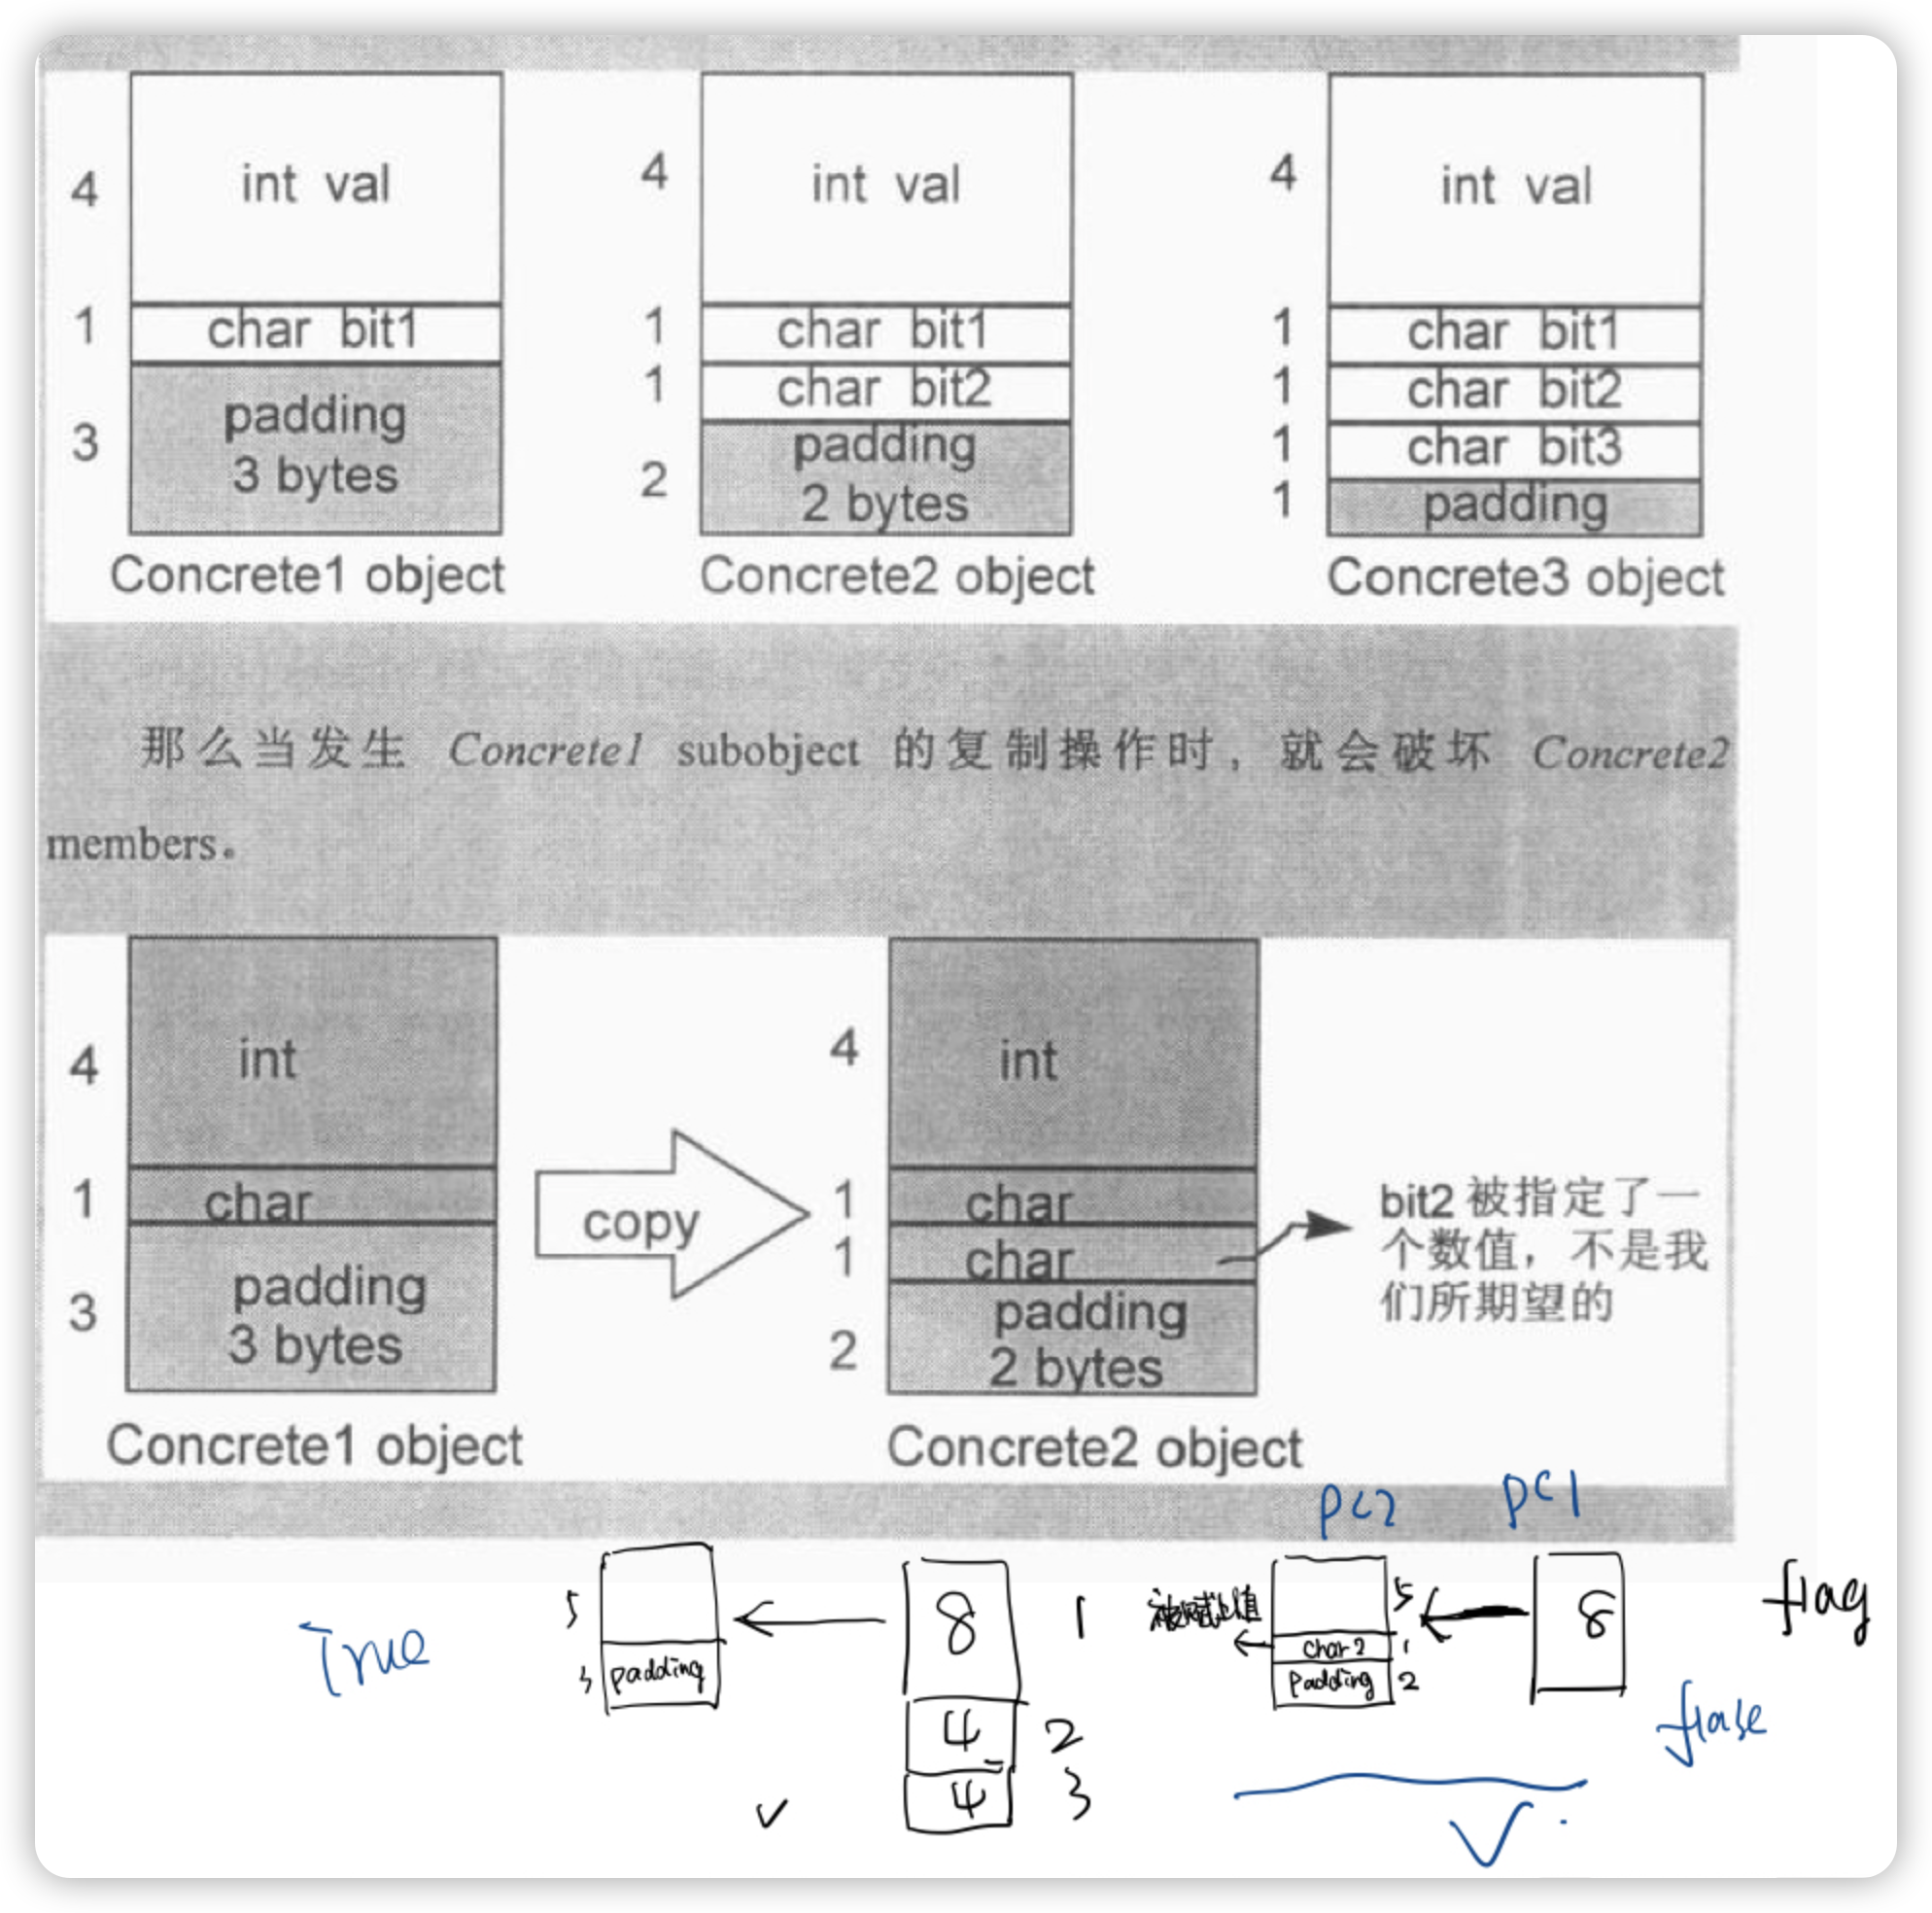 4 int val 4 int val 4 int val
1 char bit1 1 char bit1 1 char bit1
1 char bit2 1 char bit2
3 padding 2 padding 1 char bit3
3 bytes 2 bytes 1 padding
Concrete1 object Concrete2 object Concrete3 object
那么当发生 Concrete1 subobject 的复制操作时，就会破坏 Concrete2
members。
4 int 4 int
1 char copy 1 char bit2 被指定了一
1 char 个数值，不是我
3 padding 2 padding 们所期望的
3 bytes 2 bytes
Concrete1 object Concrete2 object
pc2 pc1
True 5 8 1 5 8 flag
char2 1
3 padding padding 2
4 2 flase
4 3